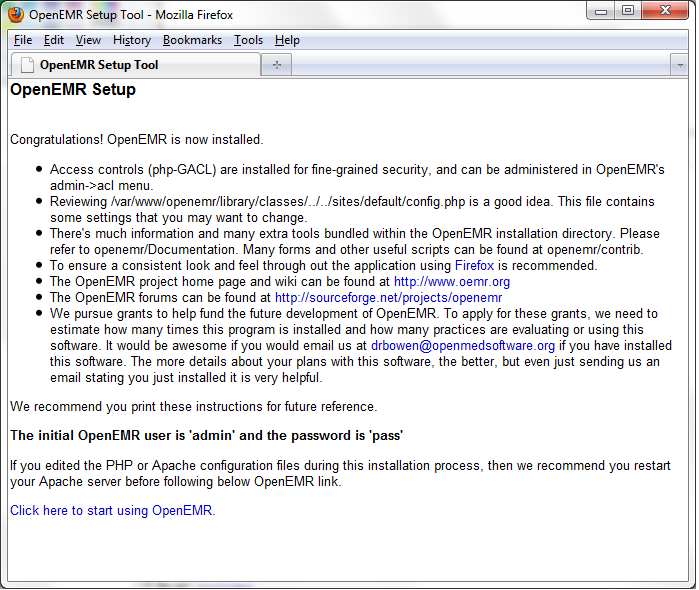 OpenEMR Setup Tool - Mozilla Firefox
File Edit View History Bookmarks Tools Help
OpenEMR Setup Tool
OpenEMR Setup
Congratulations! OpenEMR is now installed.
Access controls (php-GACL) are installed for fine-grained security, and can be administered in OpenEMR's
admin->acl menu.
Reviewing /var/www/openemr/library/classes/../../sites/default/config.php is a good idea. This file contains
some settings that you may want to change.
There's much information and many extra tools bundled within the OpenEMR installation directory. Please
refer to openemr/Documentation. Many forms and other useful scripts can be found at openemr/contrib.
To ensure a consistent look and feel through out the application using Firefox is recommended.
The OpenEMR project home page and wiki can be found at http://www.oemr.org
The OpenEMR forums can be found at http://sourceforge.net/projects/openemr
We pursue grants to help fund the future development of OpenEMR. To apply for these grants, we need to
estimate how many times this program is installed and how many practices are evaluating or using this
software. It would be awesome if you would email us at drbowen@openmedsoftware.org if you have installed
this software. The more details about your plans with this software, the better, but even just sending us an
email stating you just installed it is very helpful.
We recommend you print these instructions for future reference.
The initial OpenEMR user is 'admin' and the password is 'pass'
If you edited the PHP or Apache configuration files during this installation process, then we recommend you restart
your Apache server before following below OpenEMR link.
Click here to start using OpenEMR.